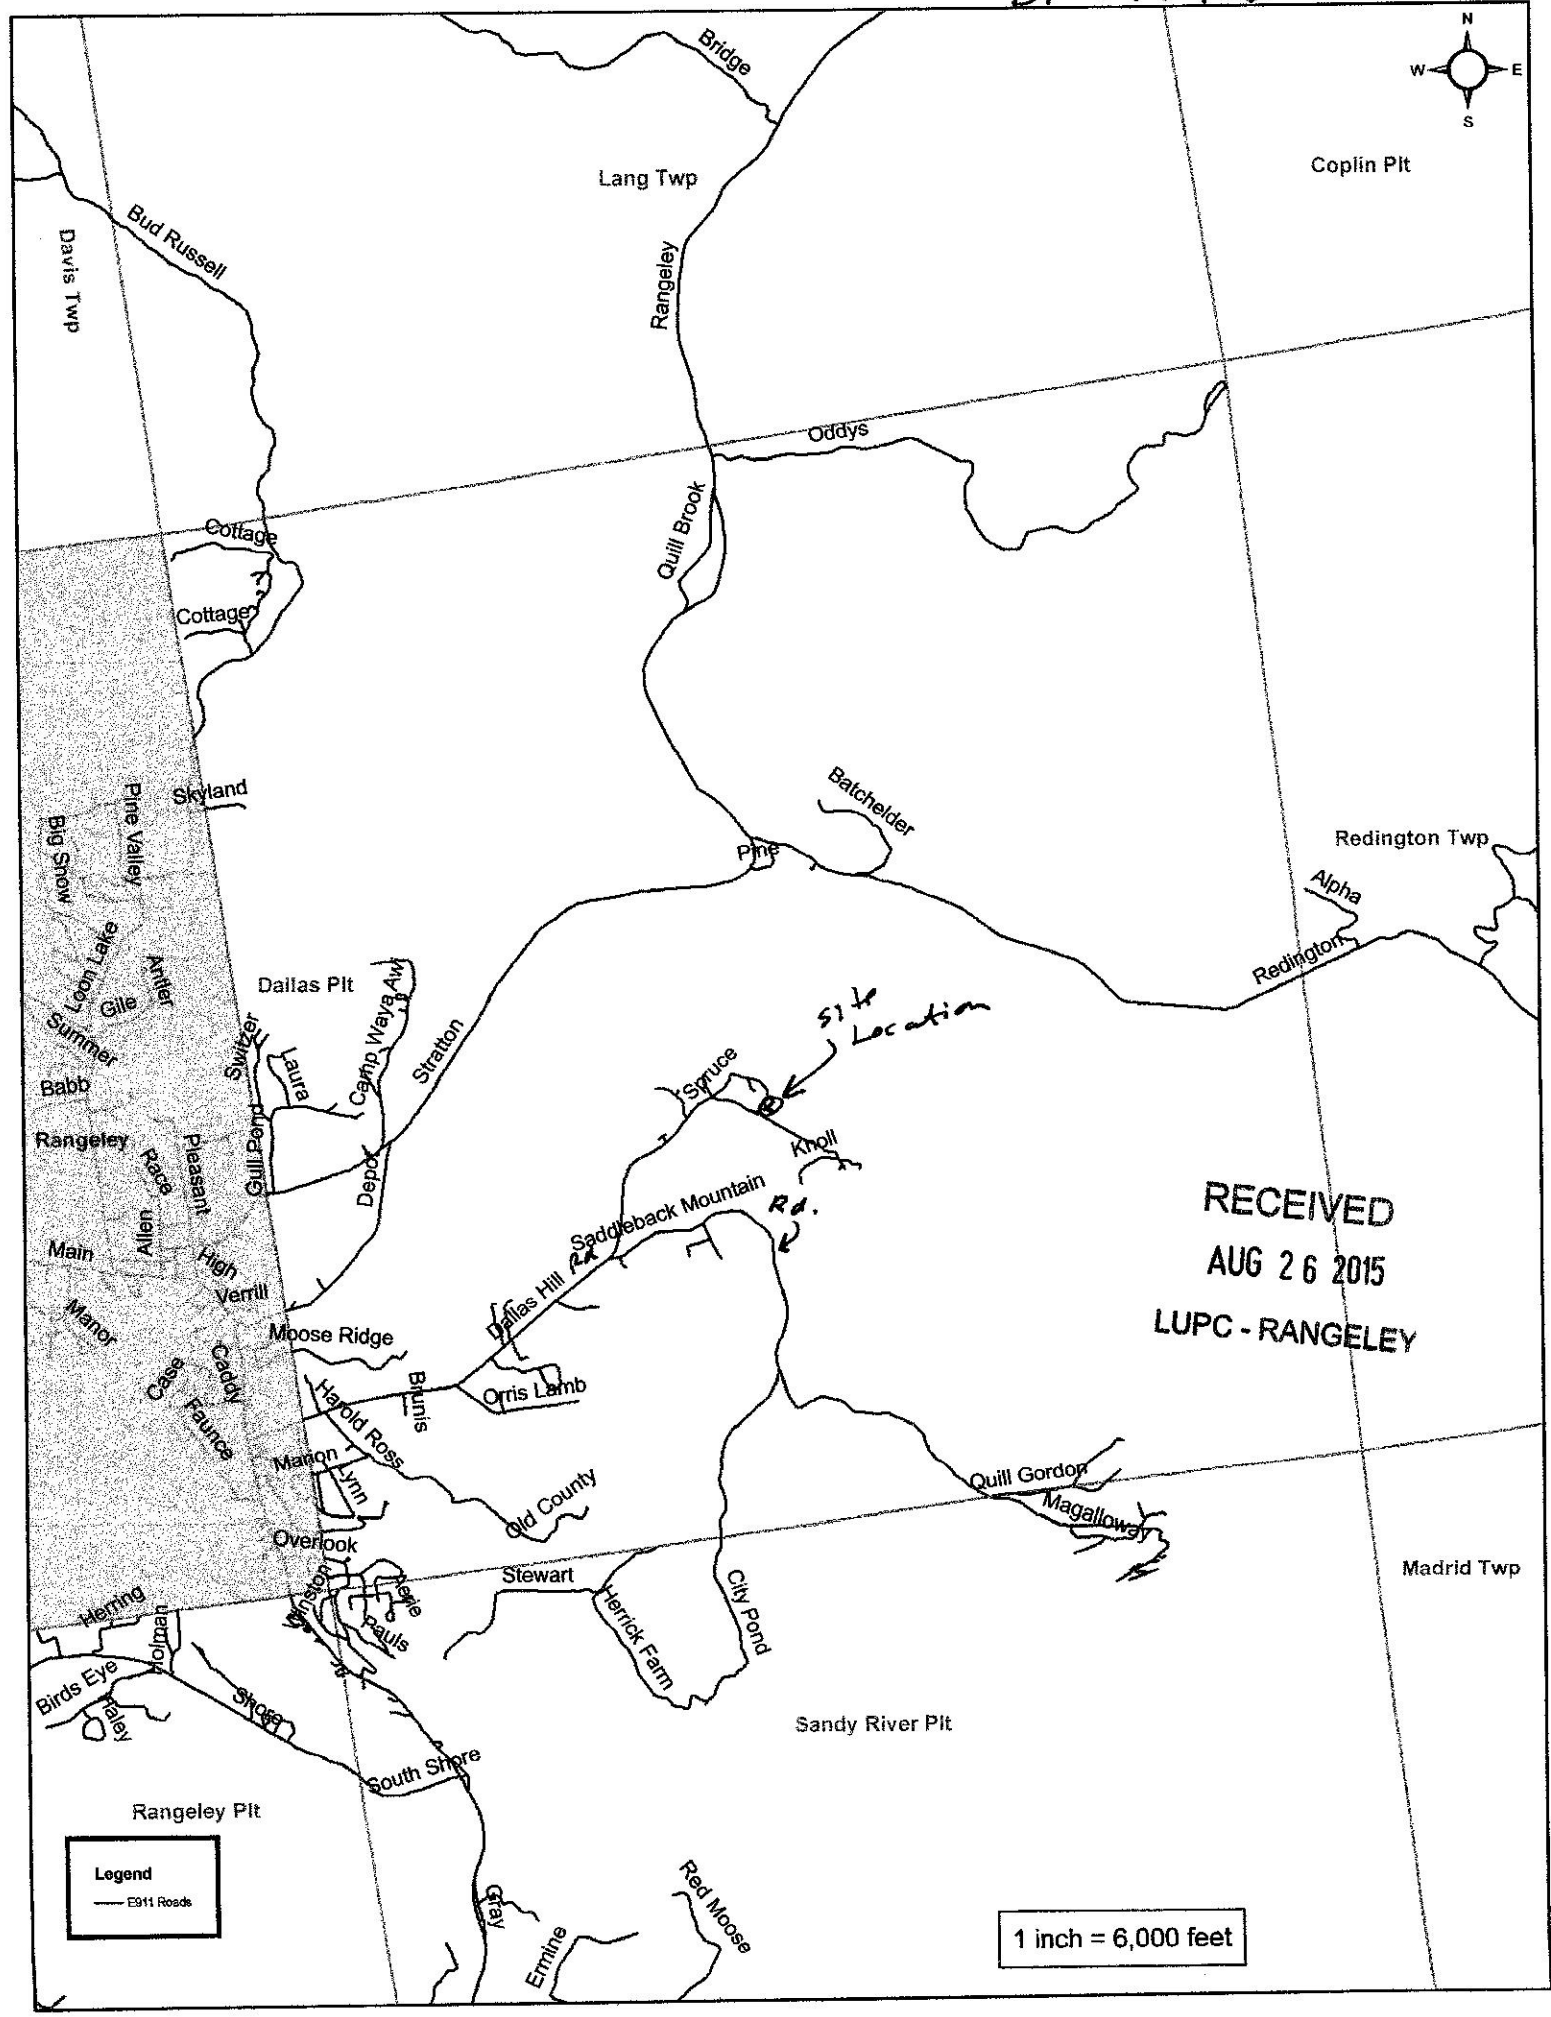 N
W E
S
Bridge
Lang Twp
Coplin Plt
Bud Russell
Davis Twp
Rangeley
Oddys
Quill Brook
Cottage
Cottage
Skyland
Pine Valley
Big Snow
Batchelder
Pine
Redington Twp
Alpha
Redington
Loon Lake
Antler
Gile
Summer
Dallas Plt
Camp Waya Aw
Switzer
Laura
Stratton
Site
Location
Spruce
Babb
Rangeley
Gull Pond
Race
Pleasant
Depot
Knoll
Allen
Saddleback Mountain
Rd.
RECEIVED
AUG 26 2015
LUPC - RANGELEY
Main
High
Verrill
Dallas Hill Rd
Manor
Moose Ridge
Case
Caddy
Brunis
Orris Lamb
Faunce
Harold Ross
Marion
Lynn
Old County
Quill Gordon
Magalloway
Overlook
Stewart
Madrid Twp
Herring
Holman
Winston
Aerie
Pauls
Herrick Farm
City Pond
Birds Eye
Haley
Shore
Sandy River Plt
South Shore
Rangeley Plt
Legend
E911 Roads
Gray
Ermine
Red Moose
1 inch = 6,000 feet